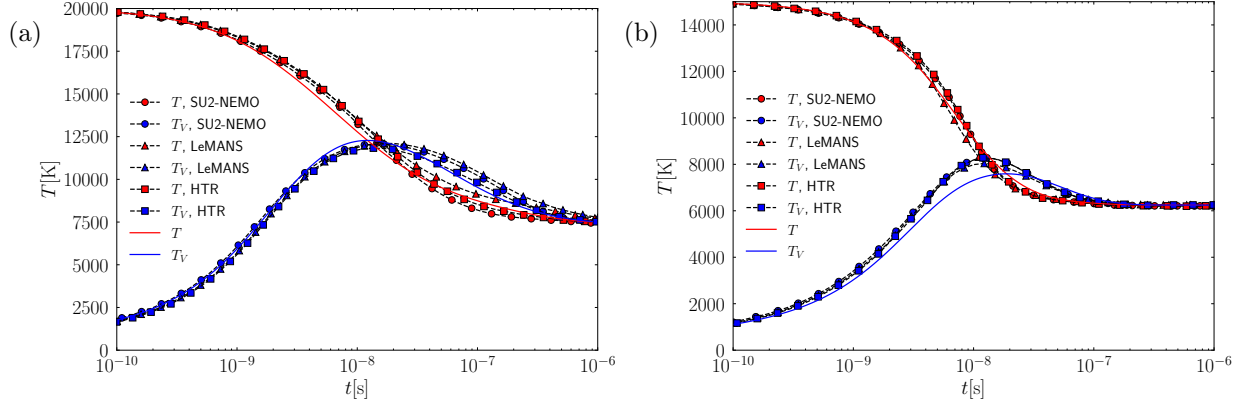 (a)
20000
17500
15000
12500
10000
7500
5000
2500
0
T[K]
T, SU2-NEMO
T_V, SU2-NEMO
T, LeMANS
T_V, LeMANS
T, HTR
T_V, HTR
T
T_V
10^{-10} 10^{-9} 10^{-8} 10^{-7} 10^{-6}
t[s]
(b)
14000
12000
10000
8000
6000
4000
2000
0
T[K]
T, SU2-NEMO
T_V, SU2-NEMO
T, LeMANS
T_V, LeMANS
T, HTR
T_V, HTR
T
T_V
10^{-10} 10^{-9} 10^{-8} 10^{-7} 10^{-6}
t[s]